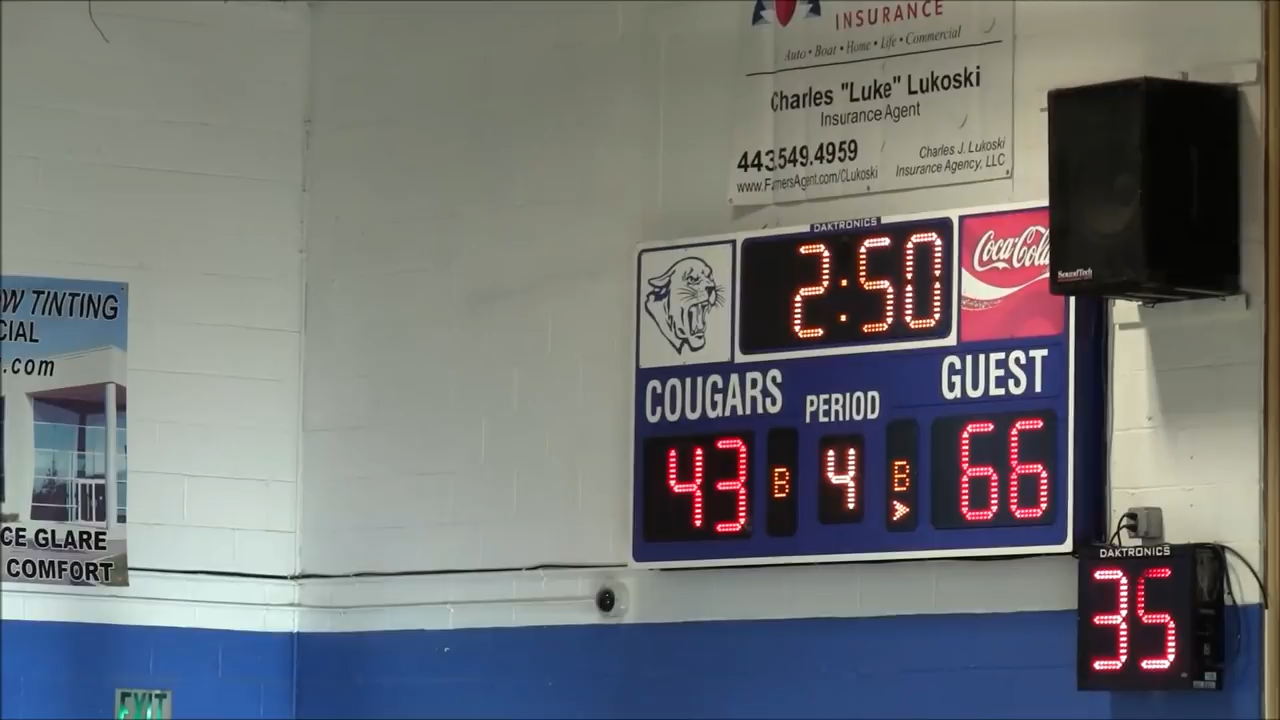 INSURANCE
Auto • Boat • Home • Life • Commercial
Charles "Luke" Lukoski
Insurance Agent
443.549.4959
www.FarmersAgent.com/CLukoski
Charles J. Lukoski
Insurance Agency, LLC
DAKTRONICS
2:50
Coca-Cola
SoundTech
COUGARS
PERIOD
GUEST
43
B
4
B
66
DAKTRONICS
35
OW TINTING
CIAL
.com
CE GLARE
COMFORT
EXIT